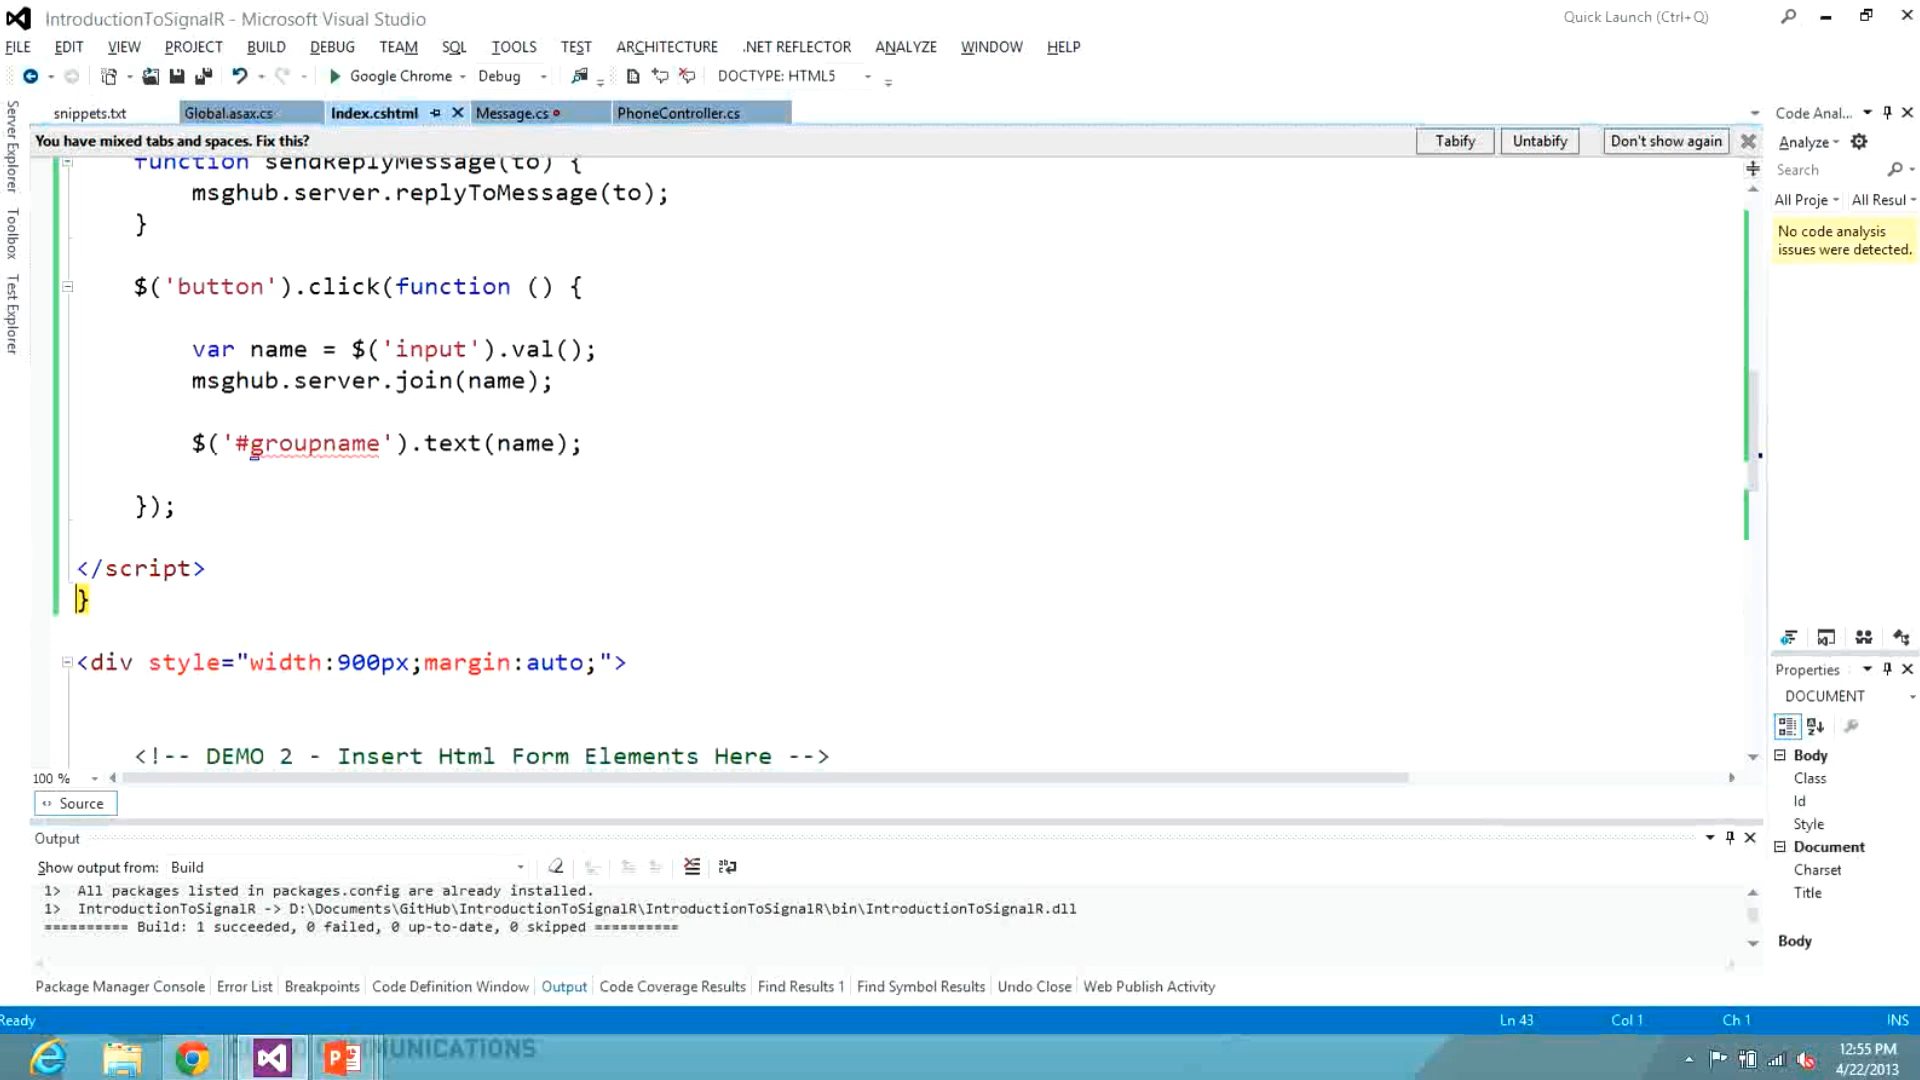 IntroductionToSignalR - Microsoft Visual Studio
Quick Launch (Ctrl+Q)
FILE EDIT VIEW PROJECT BUILD DEBUG TEAM SQL TOOLS TEST ARCHITECTURE .NET REFLECTOR ANALYZE WINDOW HELP
Google Chrome Debug DOCTYPE: HTML5
snippets.txt Global.asax.cs Index.cshtml Message.cs PhoneController.cs
You have mixed tabs and spaces. Fix this? Tabify Untabify Don't show again
function sendReplyMessage(to) {
msghub.server.replyToMessage(to);
}
$('button').click(function () {
var name = $('input').val();
msghub.server.join(name);
$('#groupname').text(name);
});
</script>
}
<div style="width:900px;margin:auto;">
<!-- DEMO 2 - Insert Html Form Elements Here -->
100 %
Source
Server Explorer
Toolbox
Test Explorer
Code Anal...
Analyze
Search
All Proje All Resul
No code analysis
issues were detected.
Properties
DOCUMENT
Body
Class
Id
Style
Document
Charset
Title
Body
Output
Show output from: Build
1> All packages listed in packages.config are already installed.
1> IntroductionToSignalR -> D:\Documents\GitHub\IntroductionToSignalR\IntroductionToSignalR\bin\IntroductionToSignalR.dll
========== Build: 1 succeeded, 0 failed, 0 up-to-date, 0 skipped ==========
Package Manager Console Error List Breakpoints Code Definition Window Output Code Coverage Results Find Results 1 Find Symbol Results Undo Close Web Publish Activity
Ready Ln 43 Col 1 Ch 1 INS
12:55 PM
4/22/2013